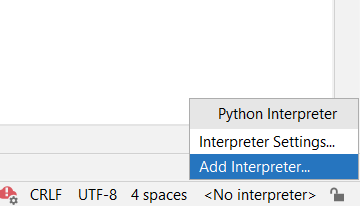 Python Interpreter
Interpreter Settings...
Add Interpreter...
CRLF UTF-8 4 spaces <No interpreter>